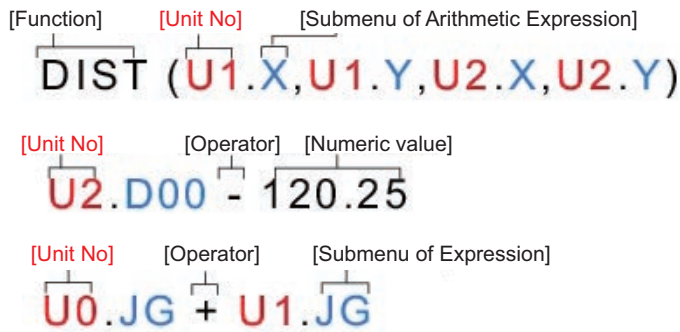 [Function] [Unit No] [Submenu of Arithmetic Expression]
DIST (U1.X,U1.Y,U2.X,U2.Y)
[Unit No] [Operator] [Numeric value]
U2.D00 - 120.25
[Unit No] [Operator] [Submenu of Expression]
U0.JG + U1.JG